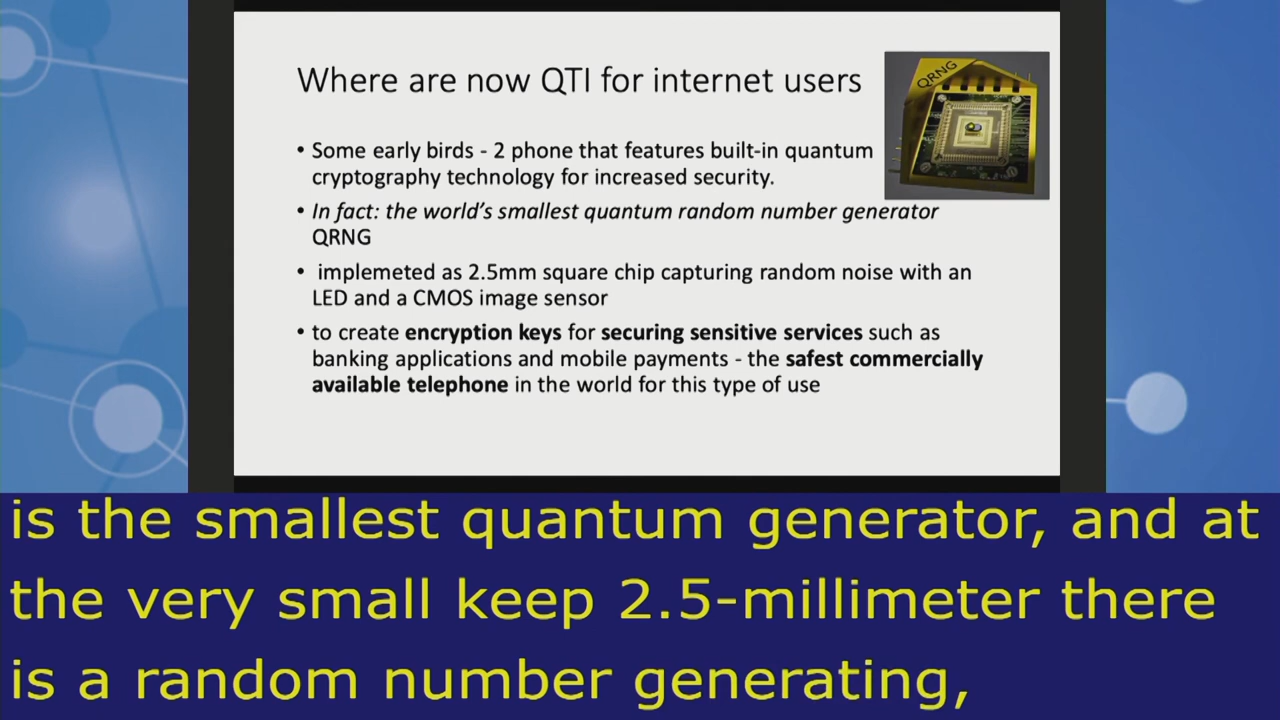 Where are now QTI for internet users
QRNG
• Some early birds - 2 phone that features built-in quantum
cryptography technology for increased security.
• In fact: the world's smallest quantum random number generator
QRNG
• implemeted as 2.5mm square chip capturing random noise with an
LED and a CMOS image sensor
• to create encryption keys for securing sensitive services such as
banking applications and mobile payments - the safest commercially
available telephone in the world for this type of use
is the smallest quantum generator, and at
the very small keep 2.5-millimeter there
is a random number generating,